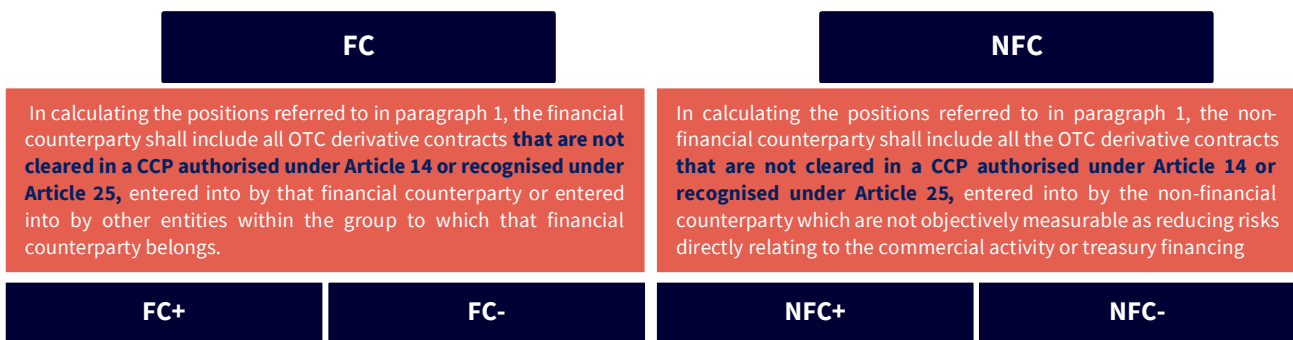 FC
NFC
In calculating the positions referred to in paragraph 1, the financial
counterparty shall include all OTC derivative contracts that are not
cleared in a CCP authorised under Article 14 or recognised under
Article 25, entered into by that financial counterparty or entered
into by other entities within the group to which that financial
counterparty belongs.
In calculating the positions referred to in paragraph 1, the non-
financial counterparty shall include all the OTC derivative contracts
that are not cleared in a CCP authorised under Article 14 or
recognised under Article 25, entered into by the non-financial
counterparty which are not objectively measurable as reducing risks
directly relating to the commercial activity or treasury financing
FC+
FC-
NFC+
NFC-